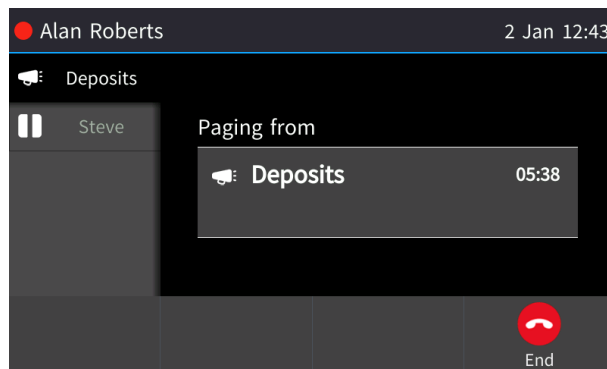 Alan Roberts 2 Jan 12:43
Deposits
Steve
Paging from
Deposits 05:38
End